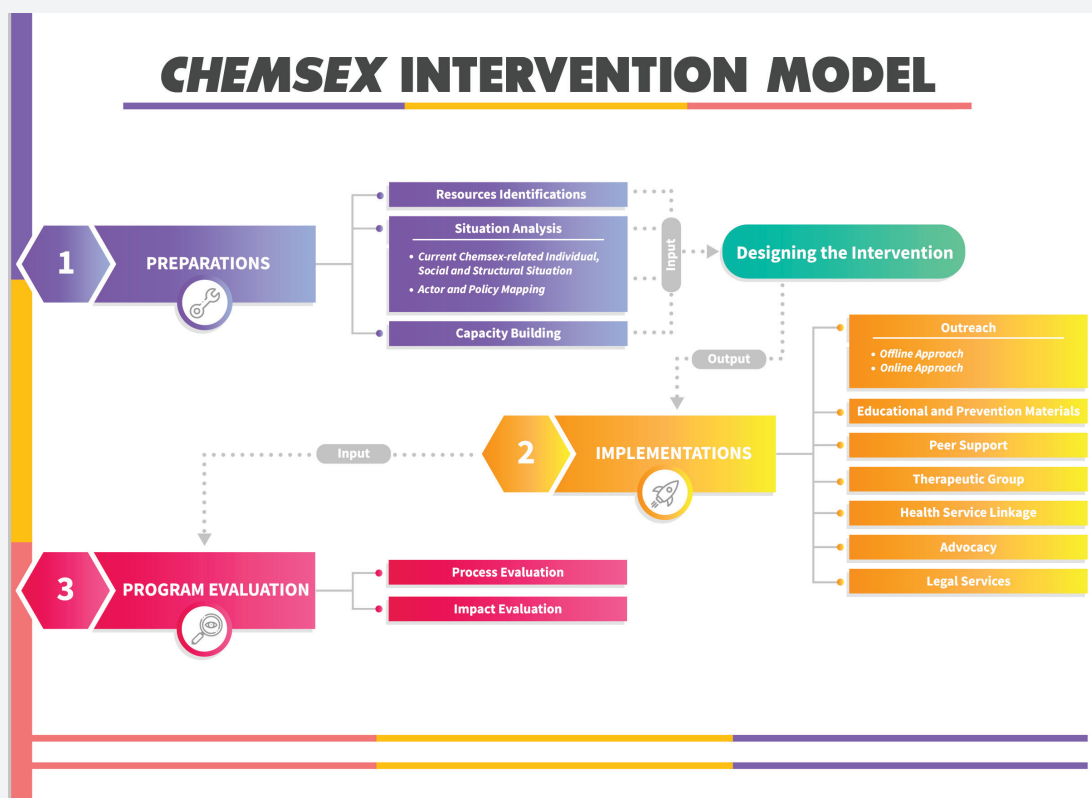 CHEMSEX INTERVENTION MODEL
1
PREPARATIONS
Resources Identifications
Situation Analysis
• Current Chemsex-related Individual,
Social and Structural Situation
• Actor and Policy Mapping
Capacity Building
Input
Designing the Intervention
Output
2
IMPLEMENTATIONS
Outreach
• Offline Approach
• Online Approach
Educational and Prevention Materials
Peer Support
Therapeutic Group
Health Service Linkage
Advocacy
Legal Services
Input
3
PROGRAM EVALUATION
Process Evaluation
Impact Evaluation